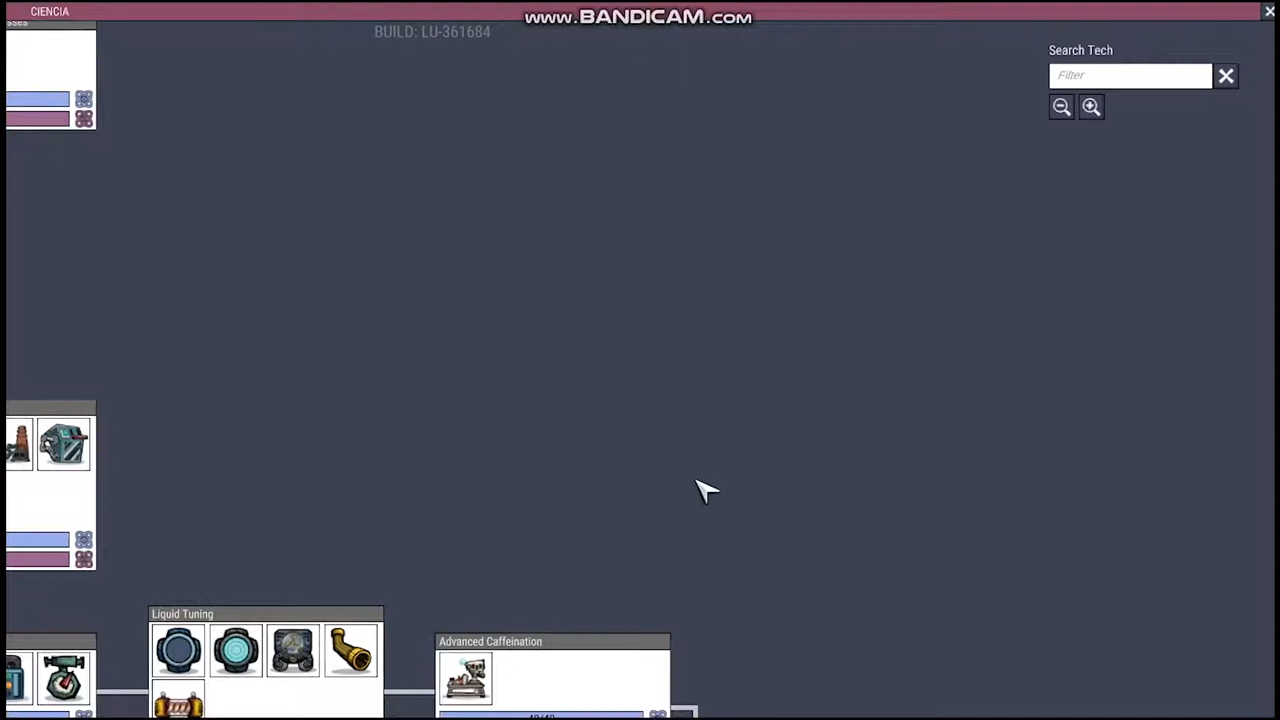 CIENCIA
www.BANDICAM.com
BUILD: LU-361684
Search Tech
Filter
Liquid Tuning
Advanced Caffeination